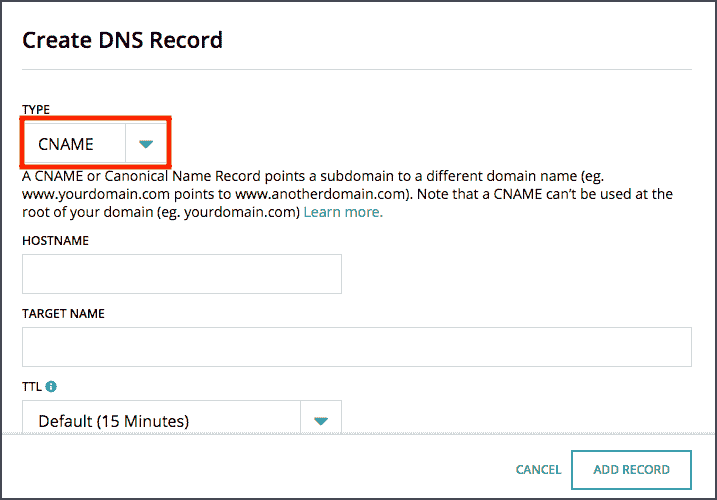 Create DNS Record
TYPE
CNAME
A CNAME or Canonical Name Record points a subdomain to a different domain name (eg.
www.yourdomain.com points to www.anotherdomain.com). Note that a CNAME can’t be used at the
root of your domain (eg. yourdomain.com) Learn more.
HOSTNAME
TARGET NAME
TTL
Default (15 Minutes)
CANCEL ADD RECORD